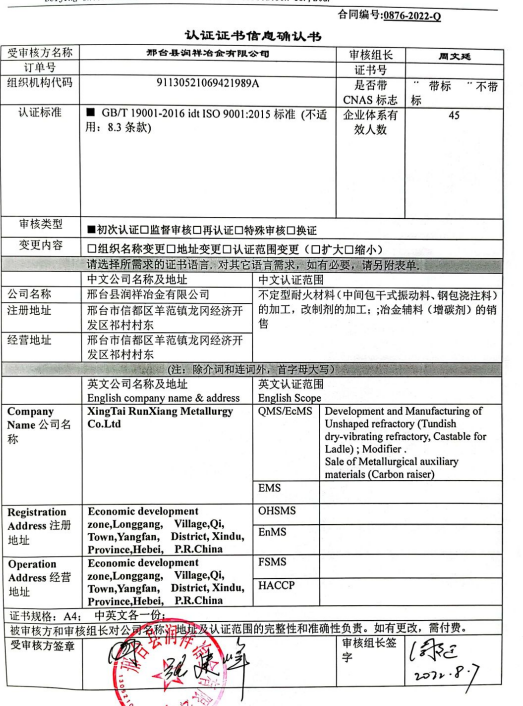 合同编号:0876-2022-Q
认证证书信息确认书
受审核方名称 邢台县润祥冶金有限公司 审核组长 周文廷
订单号 证书号
组织机构代码 91130521069421989A 是否带 " 带标 " 不带
CNAS 标志 标
认证标准 ■ GB/T 19001-2016 idt ISO 9001:2015 标准 (不适 企业体系有 45
用：8.3 条款) 效人数
审核类型 ■初次认证□监督审核□再认证□特殊审核□换证
变更内容 □组织名称变更□地址变更□认证范围变更（□扩大□缩小）
请选择所需求的证书语言. 对其它语言需求，如有必要，请另附表单.
中文公司名称及地址 中文认证范围
公司名称 邢台县润祥冶金有限公司 不定型耐火材料（中间包干式振动料、钢包浇注料）
注册地址 邢台市信都区羊范镇龙冈经济开 的加工，改制剂的加工；;冶金辅料（增碳剂）的销
发区祁村村东 售
经营地址 邢台市信都区羊范镇龙冈经济开
发区祁村村东
(注：除介词和连词外，首字母大写)
英文公司名称及地址 英文认证范围
English company name & address English Scope
Company XingTai RunXiang Metallurgy QMS/EcMS Development and Manufacturing of
Name 公司名 Co.Ltd Unshaped refractory (Tundish
称 dry-vibrating refractory, Castable for
Ladle) ; Modifier .
Sale of Metallurgical auxiliary
materials (Carbon raiser)
EMS
Registration Economic development OHSMS
Address 注册 zone,Longgang, Village,Qi,
地址 Town,Yangfan, District, Xindu, EnMS
Province,Hebei, P.R.China
Operation Economic development FSMS
Address 经营 zone,Longgang, Village,Qi,
地址 Town,Yangfan, District, Xindu, HACCP
Province,Hebei, P.R.China
证书规格：A4； 中英文各一份；
被审核方和审核组长对公司名称、地址及认证范围的完整性和准确性负责。如有更改，需付费。
受审核方签章 审核组长签
字
2022.8.7